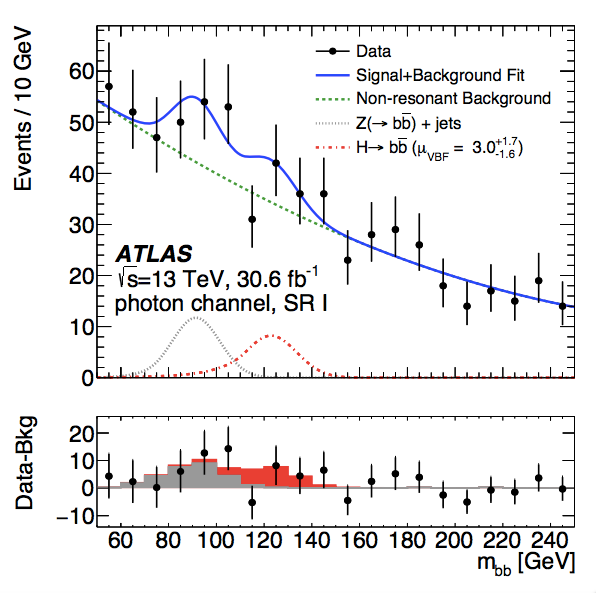 Events / 10 GeV
60
50
40
30
20
10
0
Data
Signal+Background Fit
Non-resonant Background
Z(→ bb̅) + jets
H→ bb̅ (μ_VBF = 3.0 +1.7 -1.6)
ATLAS
√s=13 TeV, 30.6 fb⁻¹
photon channel, SR I
Data-Bkg
20
10
0
−10
60 80 100 120 140 160 180 200 220 240
m_bb [GeV]